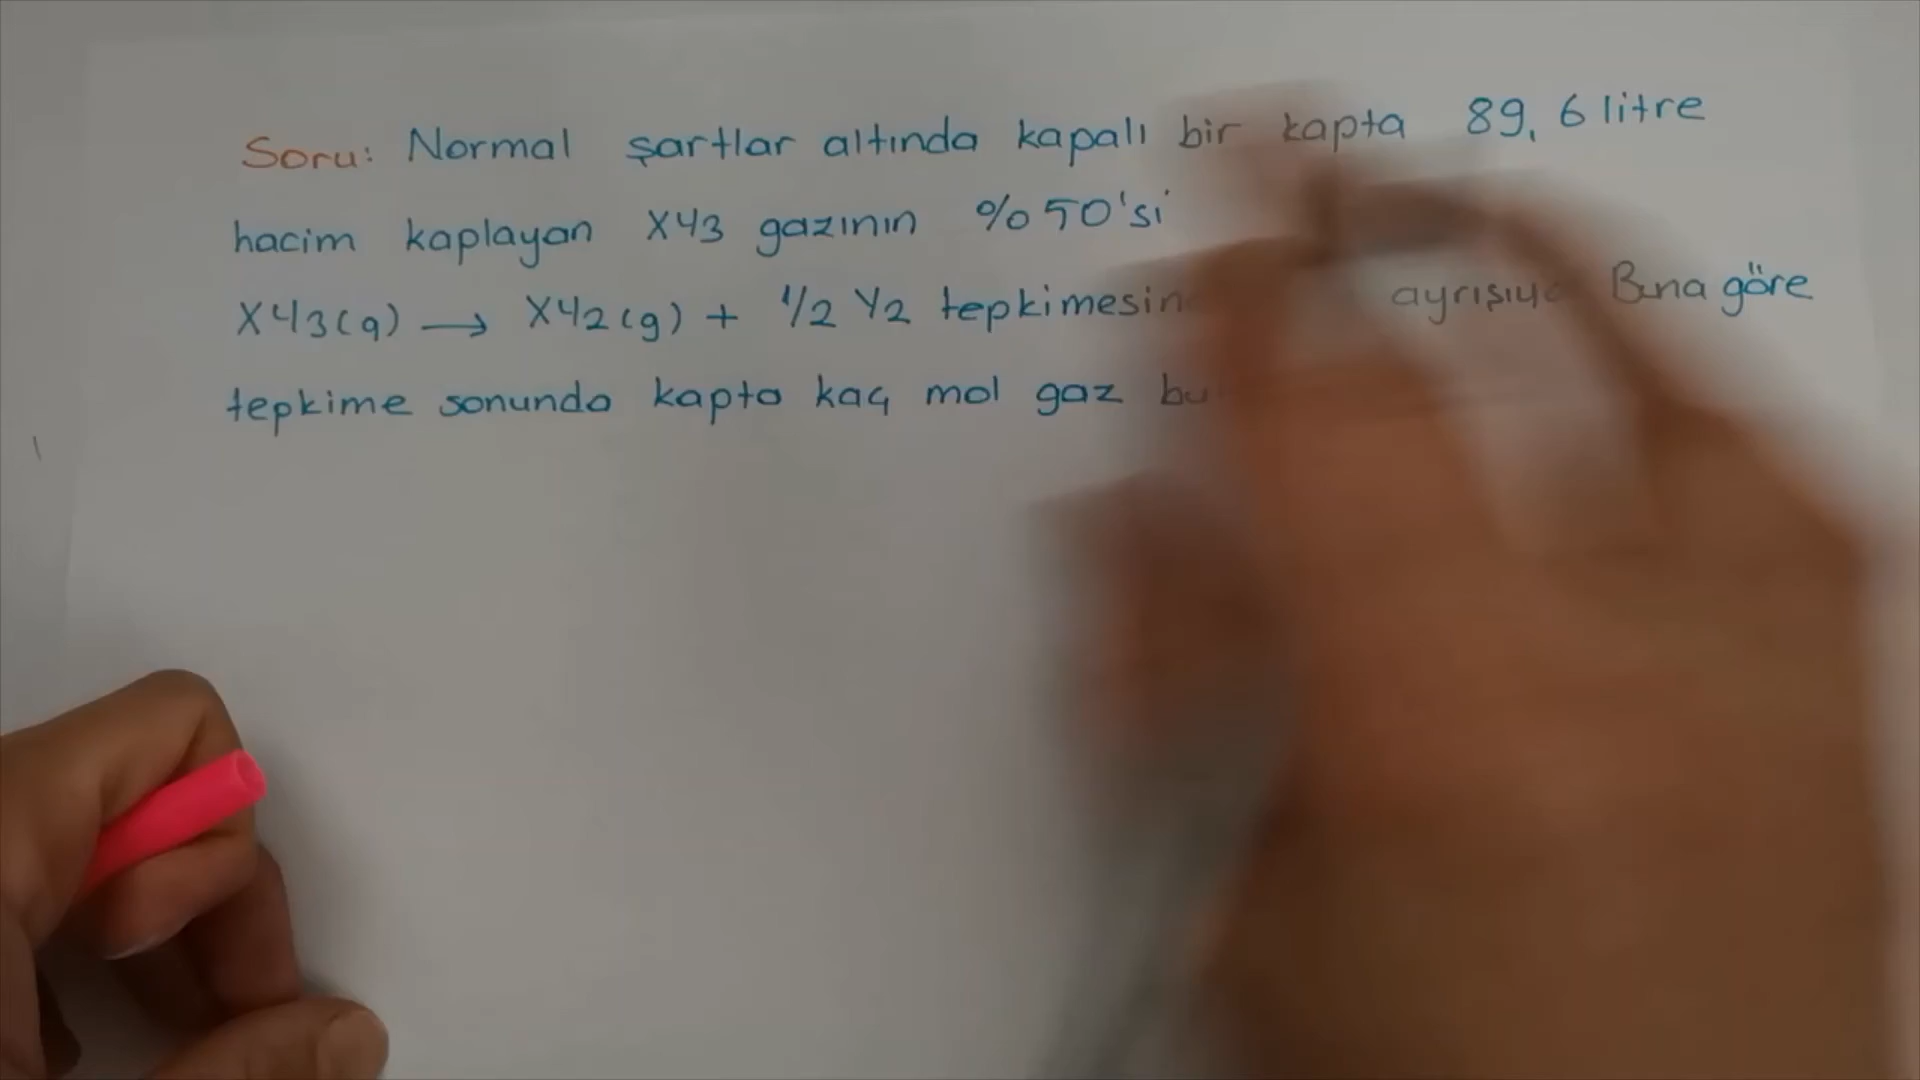 Soru: Normal şartlar altında kapalı bir kapta 89,6 litre
hacim kaplayan XY3 gazının %50'si
XY3(g) → XY2(g) + 1/2 Y2 ayrışıyo Buna göre
tepkime sonunda kapta kaç mol gaz